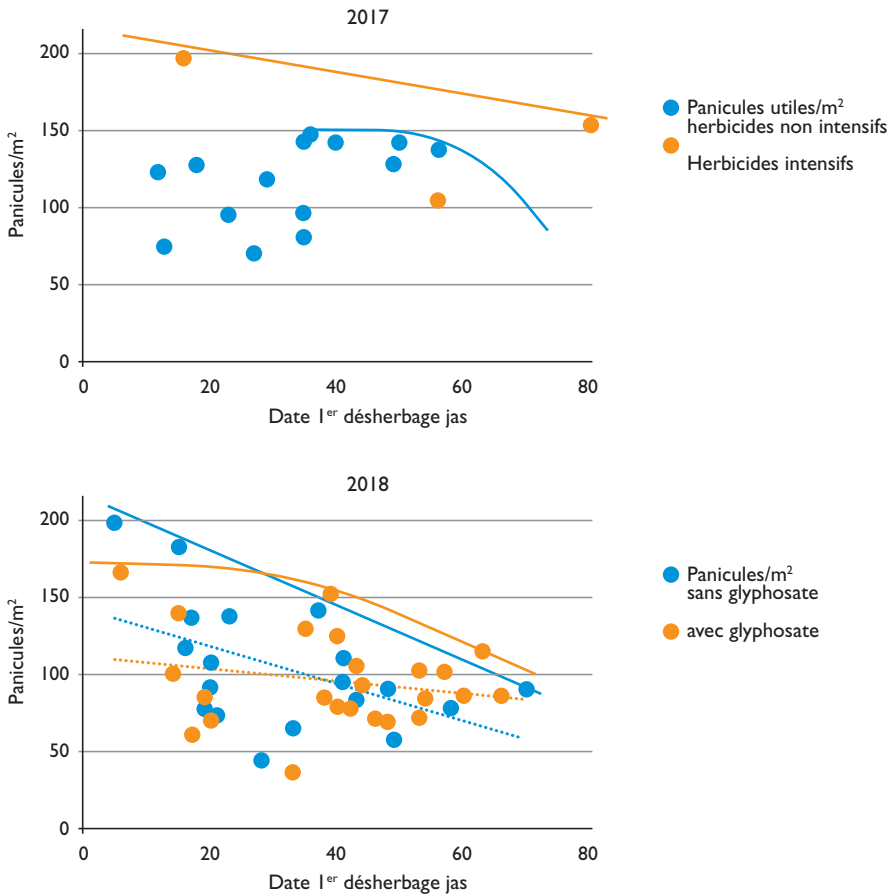 2017
200
150
100
50
0
Panicules/m²
0 20 40 60 80
Date 1er désherbage jas
Panicules utiles/m²
herbicides non intensifs
Herbicides intensifs
2018
200
150
100
50
0
Panicules/m²
0 20 40 60 80
Date 1er désherbage jas
Panicules/m²
sans glyphosate
avec glyphosate